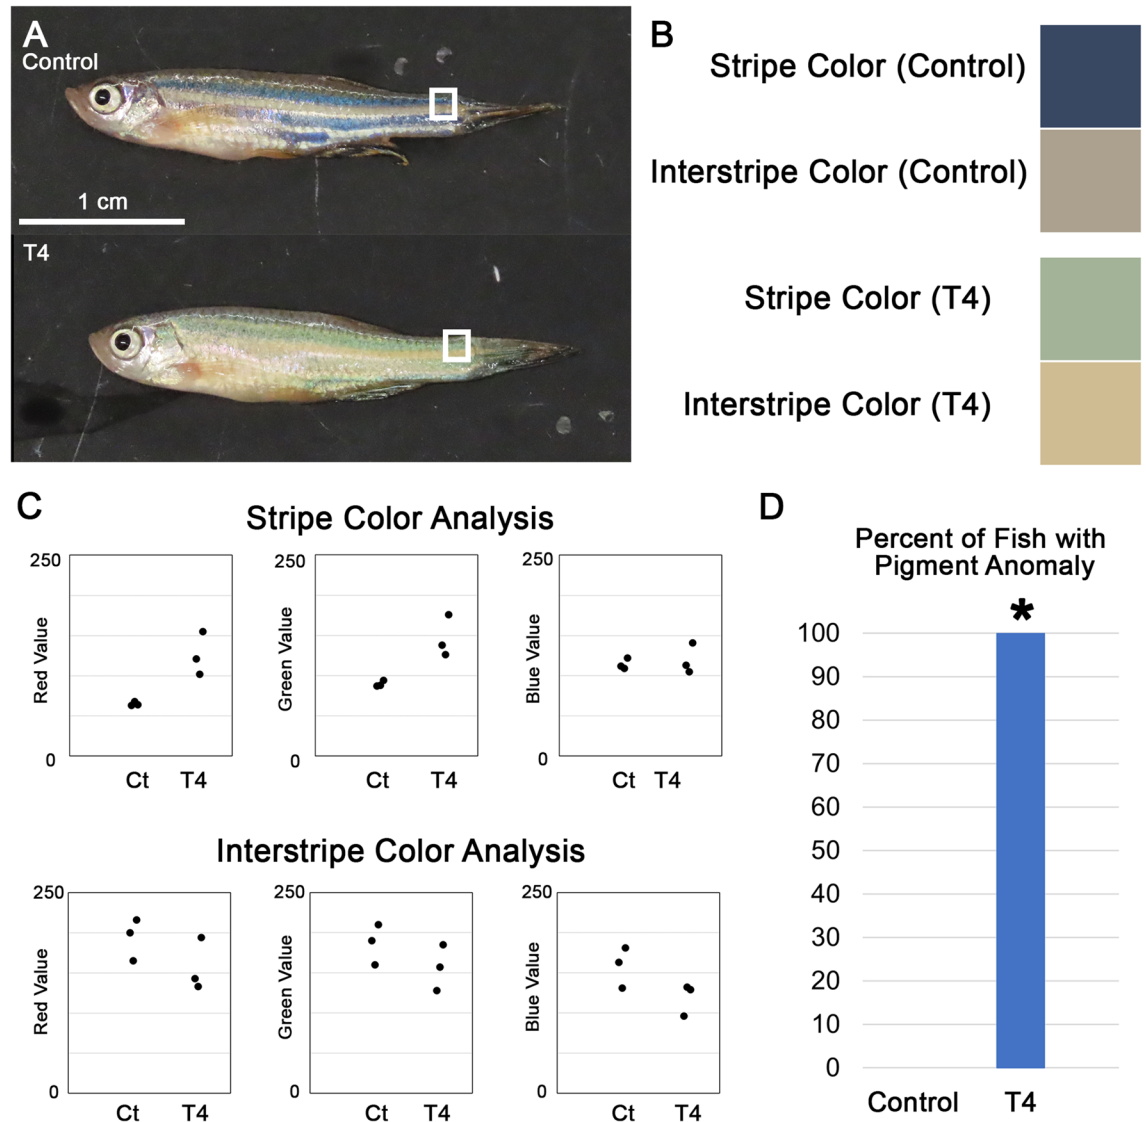 A
Control
1 cm
T4
B
Stripe Color (Control)
Interstripe Color (Control)
Stripe Color (T4)
Interstripe Color (T4)
C
Stripe Color Analysis
250
Red Value
0
Ct T4
250
Green Value
0
Ct T4
250
Blue Value
0
Ct T4
Interstripe Color Analysis
250
Red Value
0
Ct T4
250
Green Value
0
Ct T4
250
Blue Value
0
Ct T4
D
Percent of Fish with
Pigment Anomaly
*
100
90
80
70
60
50
40
30
20
10
0
Control T4